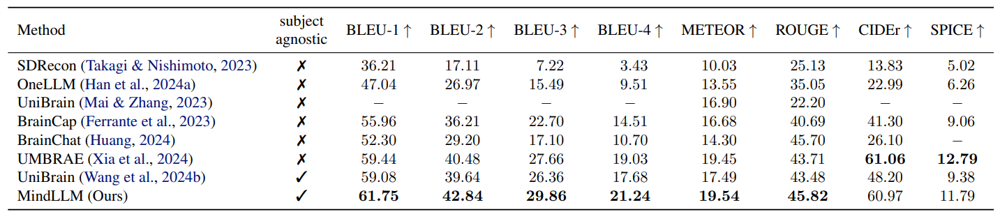 Method subject agnostic BLEU-1 ↑ BLEU-2 ↑ BLEU-3 ↑ BLEU-4 ↑ METEOR ↑ ROUGE ↑ CIDEr ↑ SPICE ↑
SDRecon (Takagi & Nishimoto, 2023) ✗ 36.21 17.11 7.22 3.43 10.03 25.13 13.83 5.02
OneLLM (Han et al., 2024a) ✗ 47.04 26.97 15.49 9.51 13.55 35.05 22.99 6.26
UniBrain (Mai & Zhang, 2023) ✗ − − − − 16.90 22.20 − −
BrainCap (Ferrante et al., 2023) ✗ 55.96 36.21 22.70 14.51 16.68 40.69 41.30 9.06
BrainChat (Huang, 2024) ✗ 52.30 29.20 17.10 10.70 14.30 45.70 26.10 −
UMBRAE (Xia et al., 2024) ✗ 59.44 40.48 27.66 19.03 19.45 43.71 61.06 12.79
UniBrain (Wang et al., 2024b) ✓ 59.08 39.64 26.36 17.68 17.49 43.48 48.20 9.38
MindLLM (Ours) ✓ 61.75 42.84 29.86 21.24 19.54 45.82 60.97 11.79